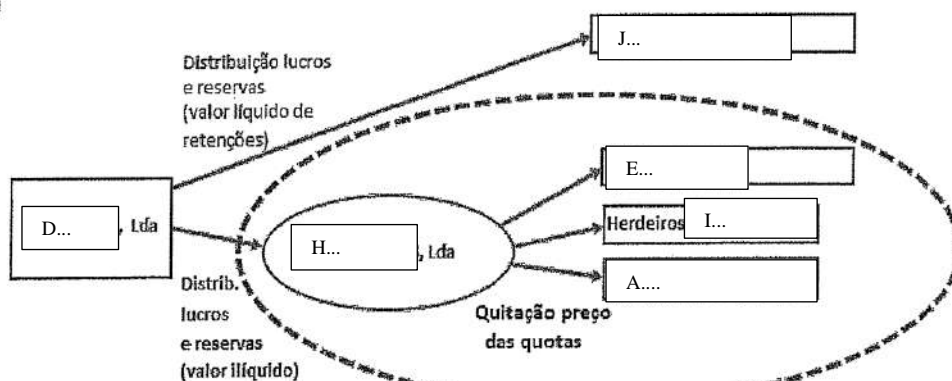 J...
Distribuição lucros
e reservas
(valor líquido de
retenções)
E...
D... , Lda
Herdeiros I...
H... , Lda
A....
Distrib.
lucros
e reservas
(valor ilíquido)
Quitação preço
das quotas